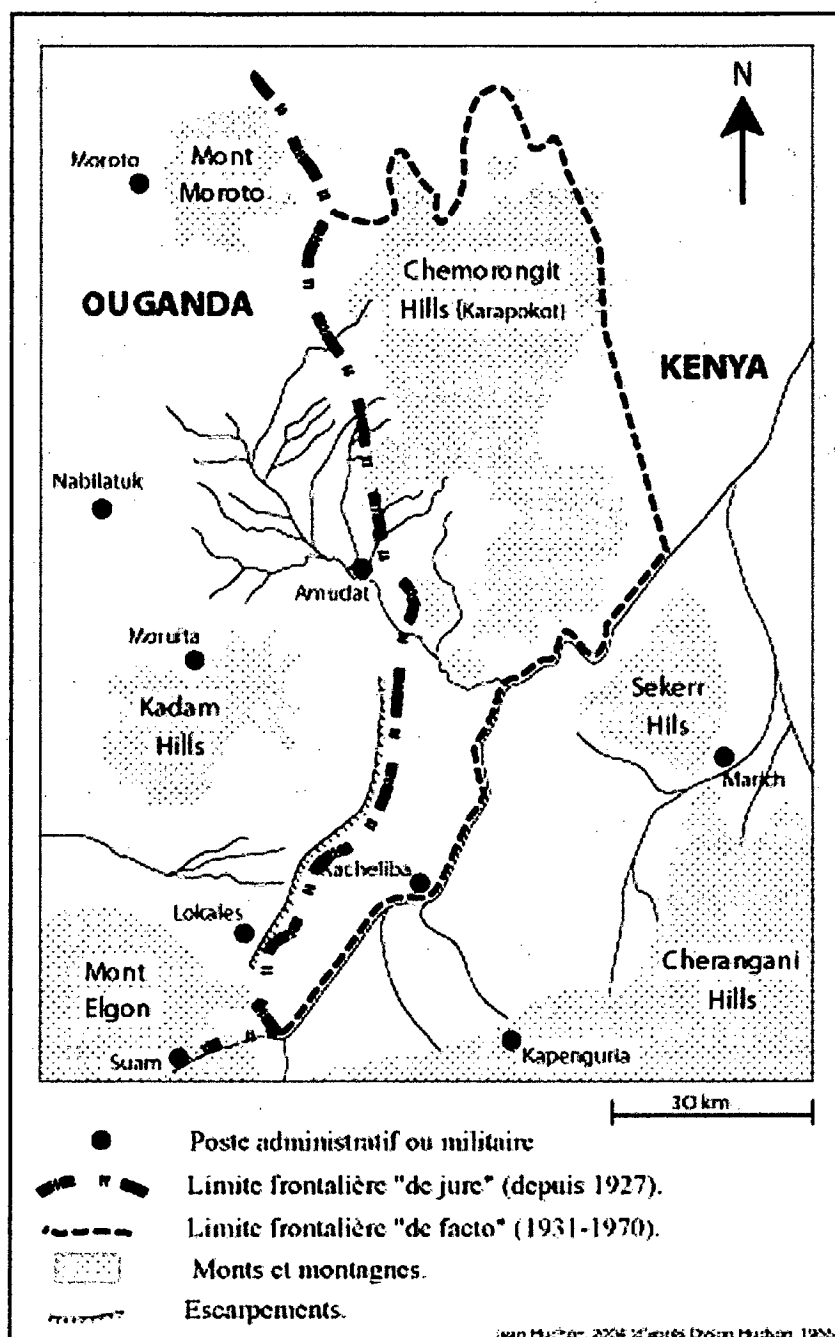 N
Moroto
Mont
Moroto
OUGANDA
Chemorongit
Hills (Karapokot)
KENYA
Nabilatuk
Amudat
Moruita
Kadam
Hills
Sekerr
Hils
Marich
Kacheliba
Lokales
Mont
Elgon
Cherangani
Hills
Suam
Kapenguria
30 km
Poste administratif ou militaire
Limite frontalière "de jure" (depuis 1927).
Limite frontalière "de facto" (1931-1970).
Monts et montagnes.
Escarpements.